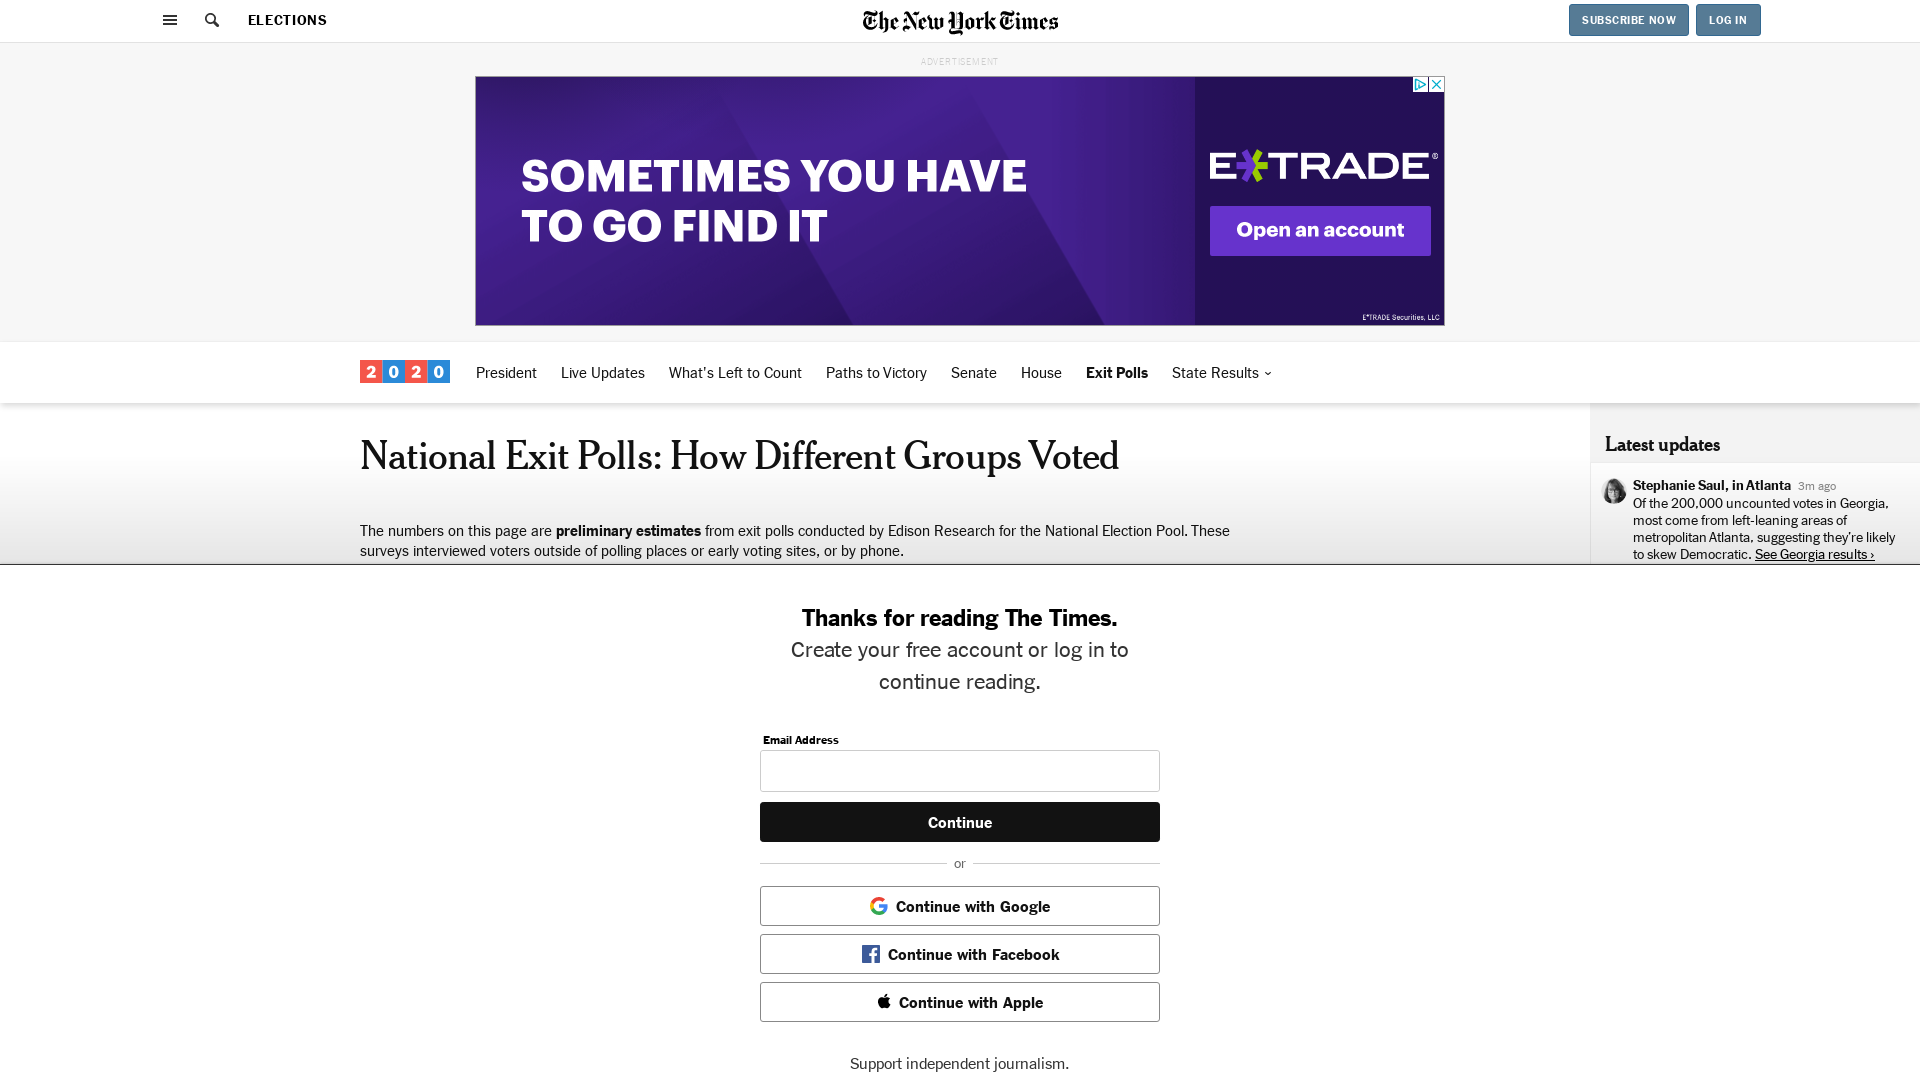 ELECTIONS
The New York Times
SUBSCRIBE NOW
LOG IN
ADVERTISEMENT
SOMETIMES YOU HAVE
TO GO FIND IT
E*TRADE®
Open an account
E*TRADE Securities, LLC
2020
President
Live Updates
What's Left to Count
Paths to Victory
Senate
House
Exit Polls
State Results
National Exit Polls: How Different Groups Voted
The numbers on this page are preliminary estimates from exit polls conducted by Edison Research for the National Election Pool. These
surveys interviewed voters outside of polling places or early voting sites, or by phone.
Latest updates
Stephanie Saul, in Atlanta 3m ago
Of the 200,000 uncounted votes in Georgia,
most come from left-leaning areas of
metropolitan Atlanta, suggesting they're likely
to skew Democratic. See Georgia results ›
Thanks for reading The Times.
Create your free account or log in to
continue reading.
Email Address
Continue
or
Continue with Google
Continue with Facebook
Continue with Apple
Support independent journalism.